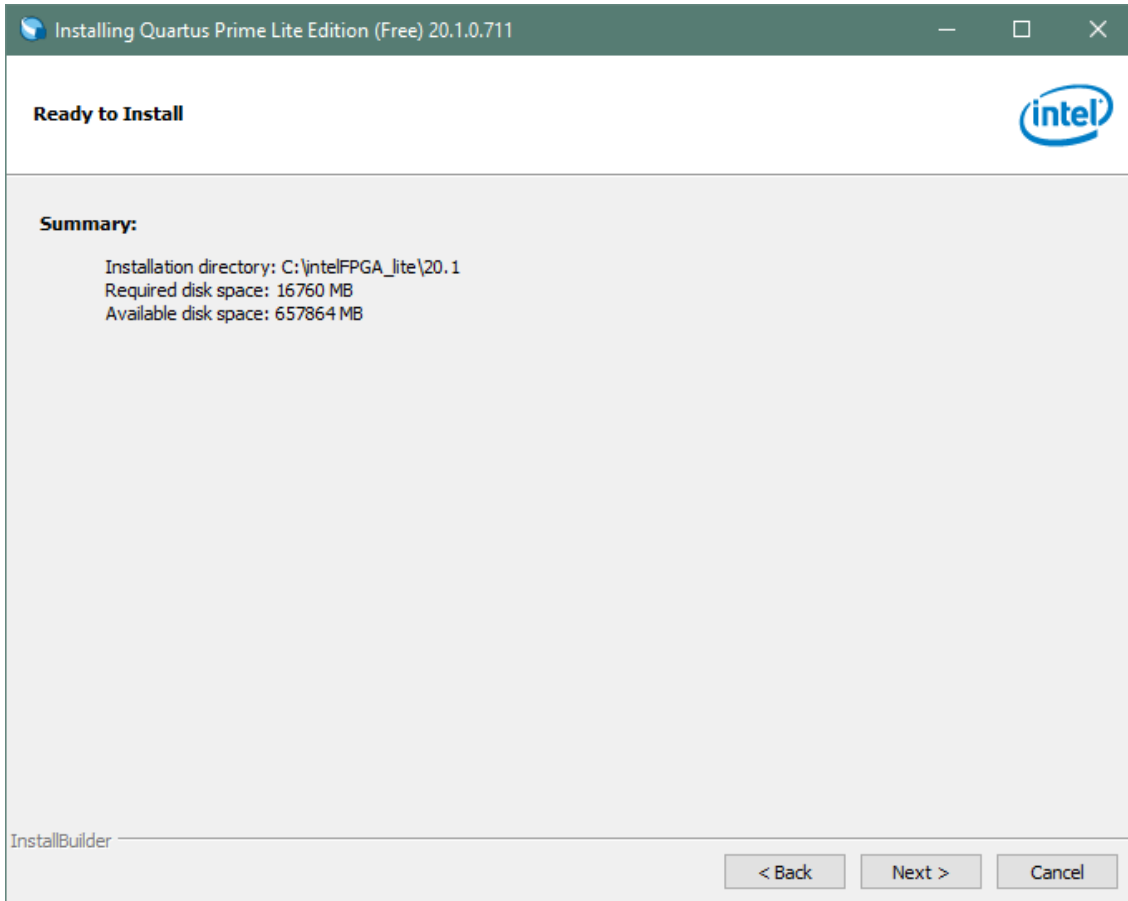 Installing Quartus Prime Lite Edition (Free) 20.1.0.711
Ready to Install
intel
Summary:
Installation directory: C:\intelFPGA_lite\20.1
Required disk space: 16760 MB
Available disk space: 657864 MB
InstallBuilder
< Back
Next >
Cancel